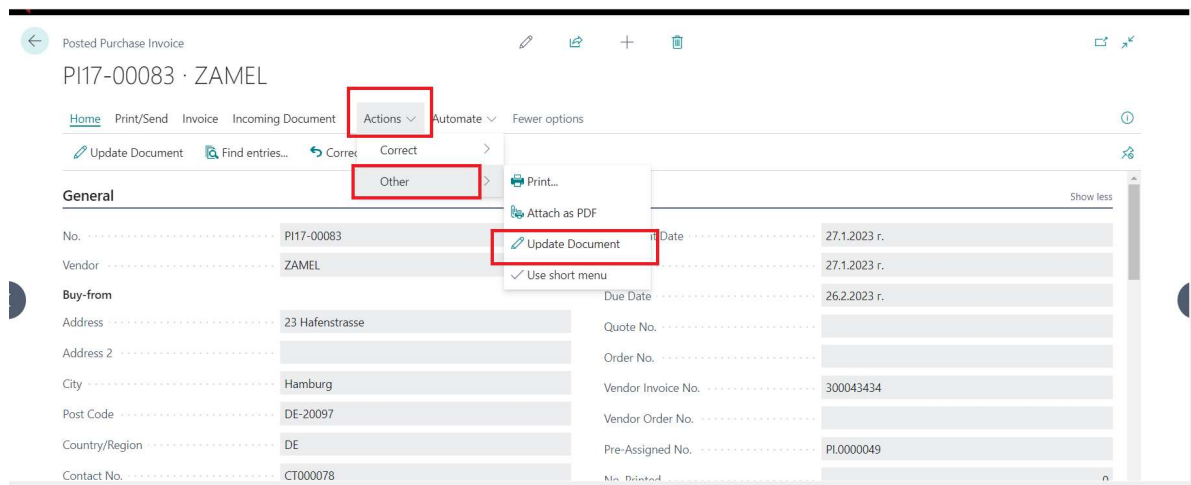 Posted Purchase Invoice
PI17-00083 · ZAMEL
Home Print/Send Invoice Incoming Document Actions Automate Fewer options
Update Document Find entries... Correct
Other Print...
General Show less
Attach as PDF
No. PI17-00083 Update Document Date 27.1.2023 г.
Vendor ZAMEL 27.1.2023 г.
Use short menu
Buy-from Due Date 26.2.2023 г.
Address 23 Hafenstrasse Quote No.
Address 2 Order No.
City Hamburg Vendor Invoice No. 300043434
Post Code DE-20097 Vendor Order No.
Country/Region DE Pre-Assigned No. PI.0000049
Contact No. CT000078 No. Printed 0